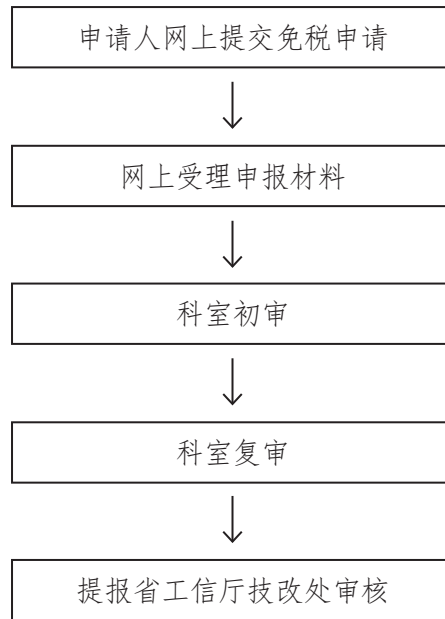 申请人网上提交免税申请
网上受理申报材料
科室初审
科室复审
提报省工信厅技改处审核